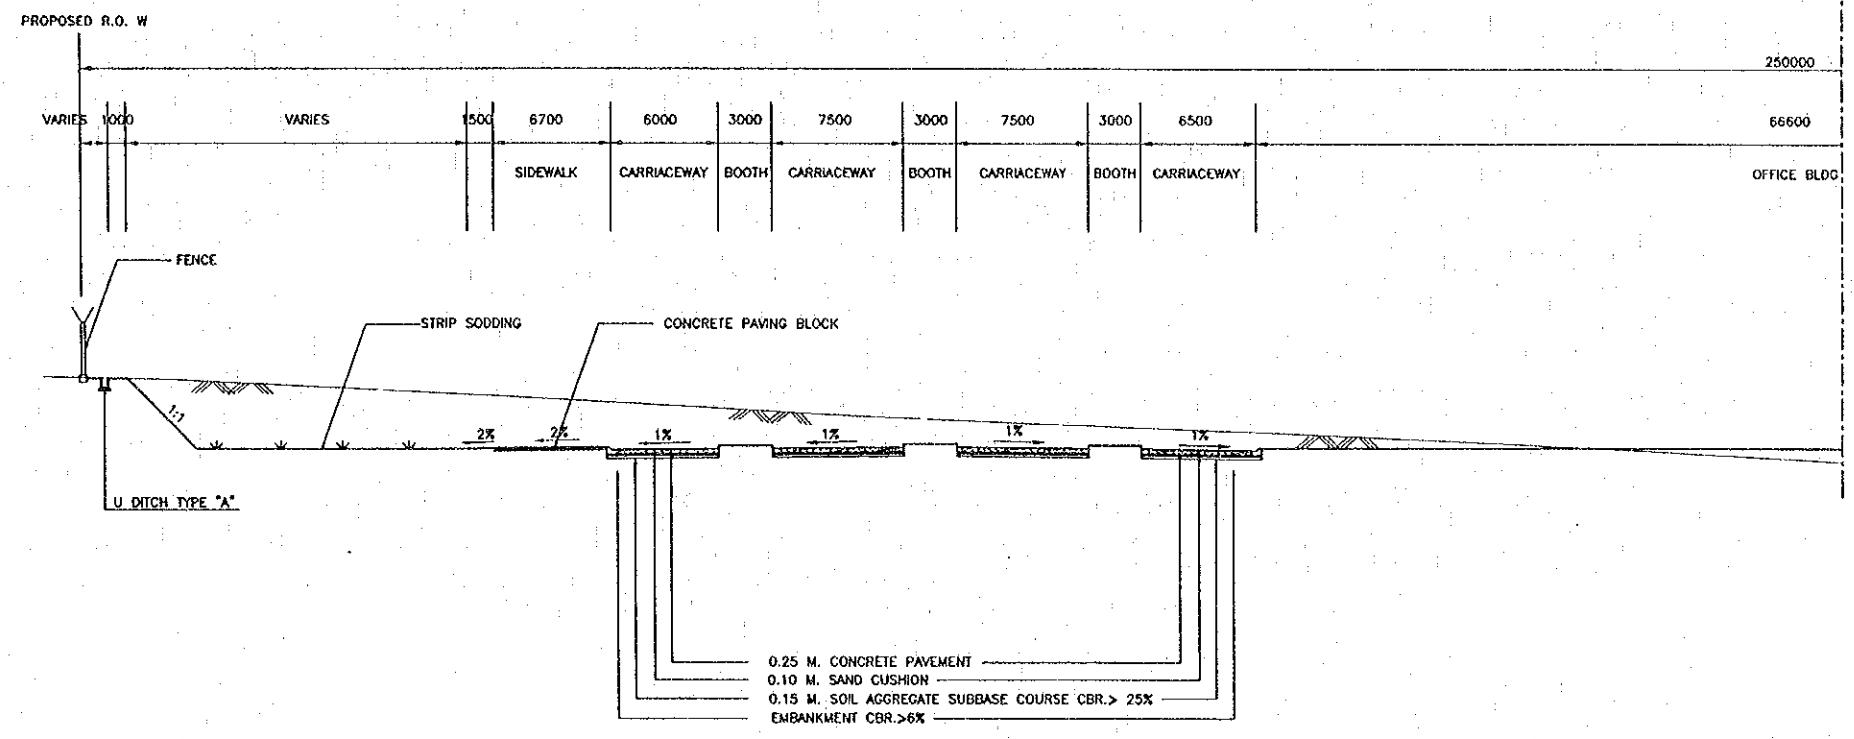 PROPOSED R.O. W
250000
VARIES 1000 VARIES 1500 6700 6000 3000 7500 3000 7500 3000 6500 66600
SIDEWALK CARRIACEWAY BOOTH CARRIACEWAY BOOTH CARRIACEWAY BOOTH CARRIACEWAY OFFICE BLDG
FENCE
STRIP SODDING CONCRETE PAVING BLOCK
1:1
2% 2% 1% 1% 1% 1%
U DITCH TYPE "A"
0.25 M. CONCRETE PAVEMENT
0.10 M. SAND CUSHION
0.15 M. SOIL AGGREGATE SUBBASE COURSE CBR.> 25%
EMBANKMENT CBR.>6%